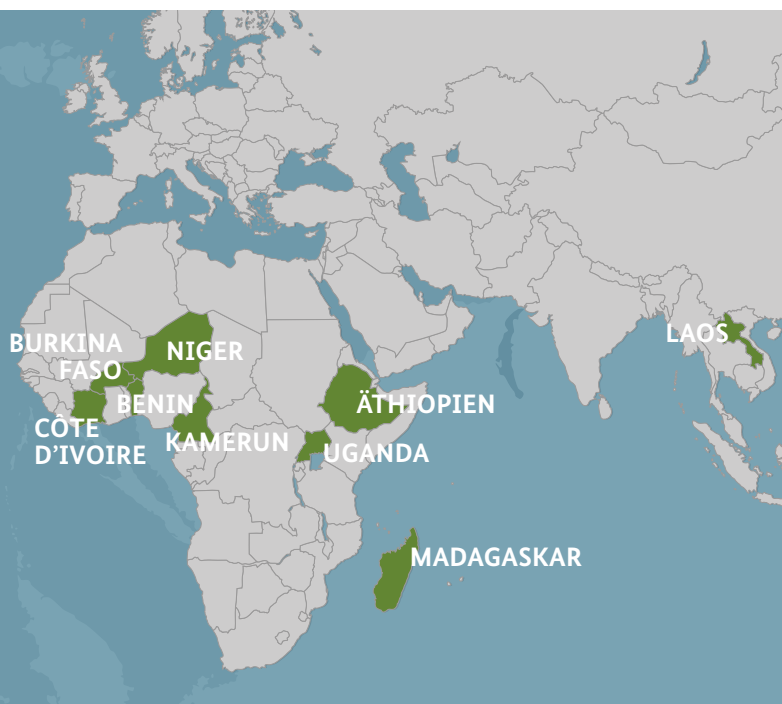 BURKINA
FASO
NIGER
LAOS
BENIN
ÄTHIOPIEN
CÔTE
D'IVOIRE
KAMERUN
UGANDA
MADAGASKAR